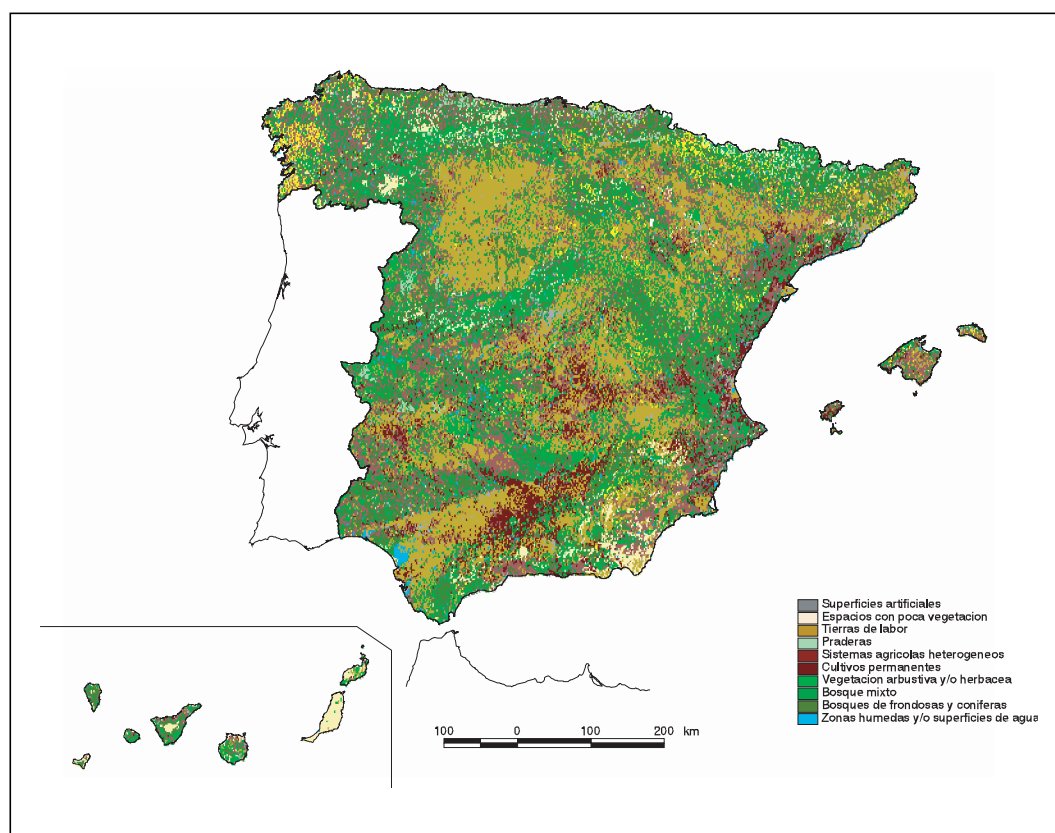 Superficies artificiales
Espacios con poca vegetacion
Tierras de labor
Praderas
Sistemas agricolas heterogeneos
Cultivos permanentes
Vegetacion arbustiva y/o herbacea
Bosque mixto
Bosques de frondosas y coniferas
Zonas humedas y/o superficies de agua
100 0 100 200 km